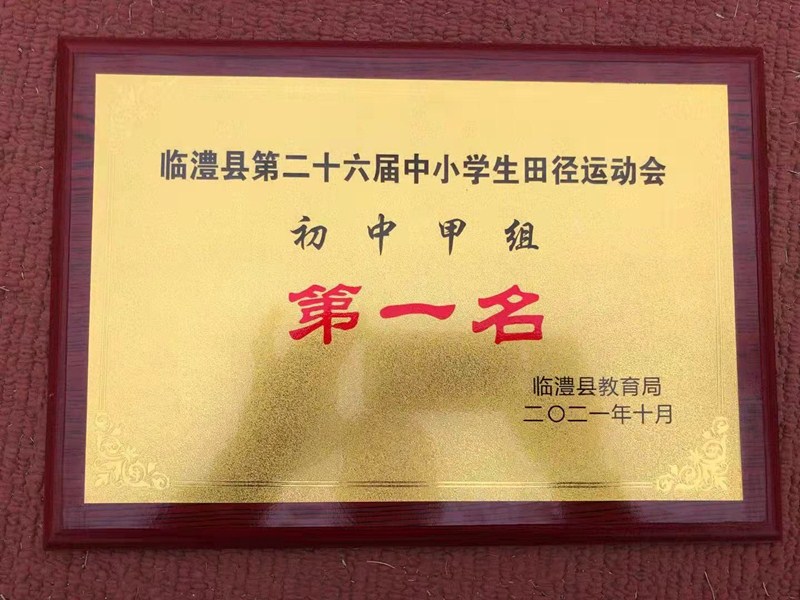 临澧县第二十六届中小学生田径运动会
初中甲组
第一名
临澧县教育局
二〇二一年十月